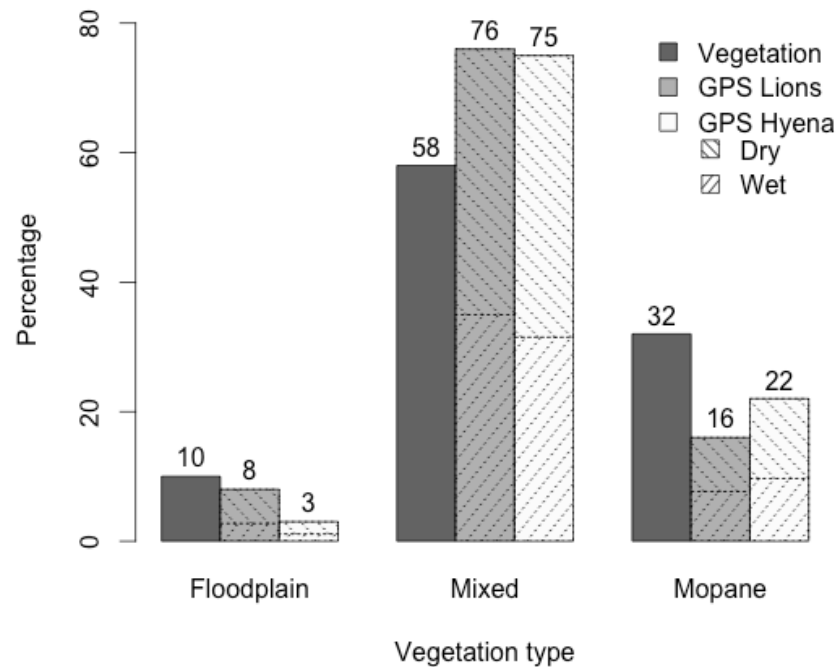 80
60
40
20
0
Percentage
10
8
3
58
76
75
32
16
22
Vegetation
GPS Lions
GPS Hyena
Dry
Wet
Floodplain
Mixed
Mopane
Vegetation type